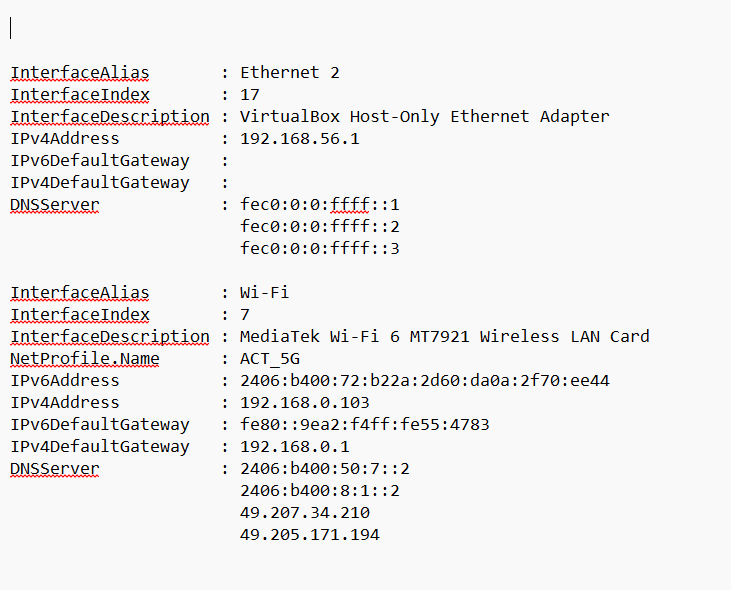 InterfaceAlias       : Ethernet 2
InterfaceIndex       : 17
InterfaceDescription : VirtualBox Host-Only Ethernet Adapter
IPv4Address          : 192.168.56.1
IPv6DefaultGateway   :
IPv4DefaultGateway   :
DNSServer            : fec0:0:0:ffff::1
                       fec0:0:0:ffff::2
                       fec0:0:0:ffff::3

InterfaceAlias       : Wi-Fi
InterfaceIndex       : 7
InterfaceDescription : MediaTek Wi-Fi 6 MT7921 Wireless LAN Card
NetProfile.Name      : ACT_5G
IPv6Address          : 2406:b400:72:b22a:2d60:da0a:2f70:ee44
IPv4Address          : 192.168.0.103
IPv6DefaultGateway   : fe80::9ea2:f4ff:fe55:4783
IPv4DefaultGateway   : 192.168.0.1
DNSServer            : 2406:b400:50:7::2
                       2406:b400:8:1::2
                       49.207.34.210
                       49.205.171.194